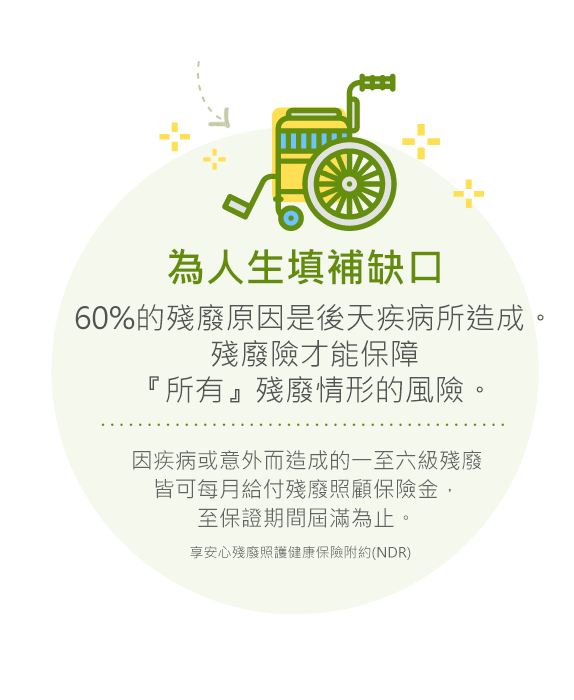 為人生填補缺口
60%的殘廢原因是後天疾病所造成。
殘廢險才能保障
『所有』殘廢情形的風險。
因疾病或意外而造成的一至六級殘廢
皆可每月給付殘廢照顧保險金，
至保證期間屆滿為止。
享安心殘廢照護健康保險附約(NDR)